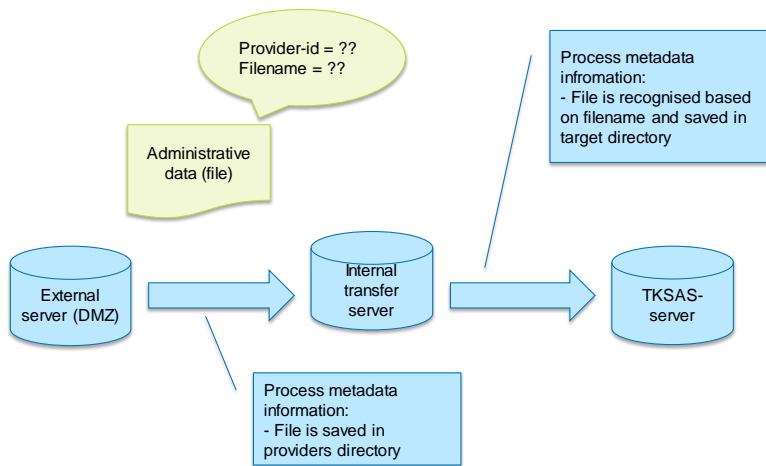 Provider-id = ??
Filename = ??
Process metadata
infromation:
- File is recognised based
on filename and saved in
target directory
Administrative
data (file)
External
server (DMZ)
Internal
transfer
server
TKSAS-
server
Process metadata
information:
- File is saved in
providers directory